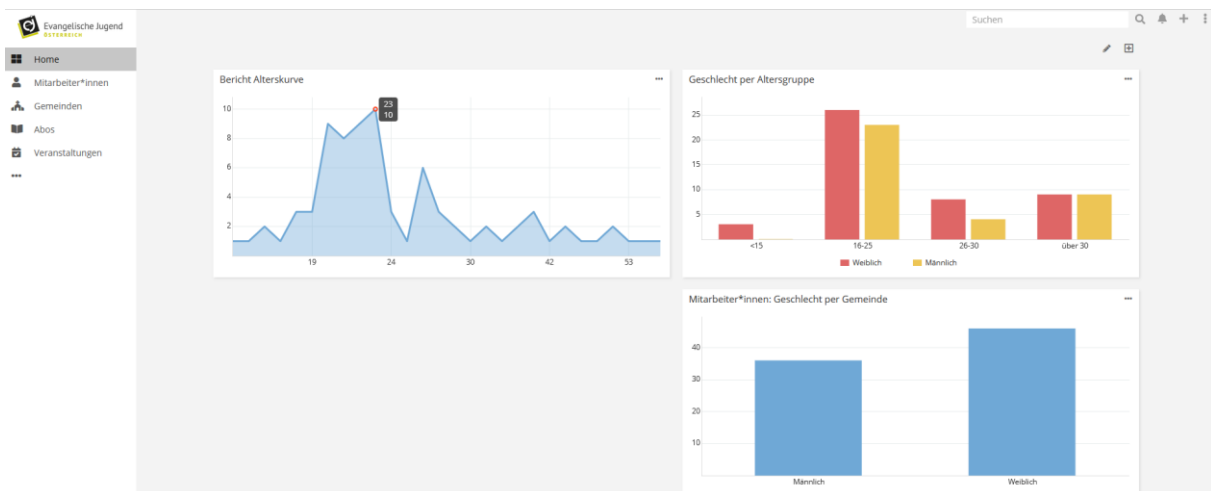 Evangelische Jugend
ÖSTERREICH
Suchen
Home
Mitarbeiter*innen
Gemeinden
Abos
Veranstaltungen
Bericht Alterskurve
10
8
6
4
2
23
10
19
24
30
42
53
Geschlecht per Altersgruppe
25
20
15
10
5
<15
16-25
26-30
über 30
Weiblich
Männlich
Mitarbeiter*innen: Geschlecht per Gemeinde
40
30
20
10
Männlich
Weiblich